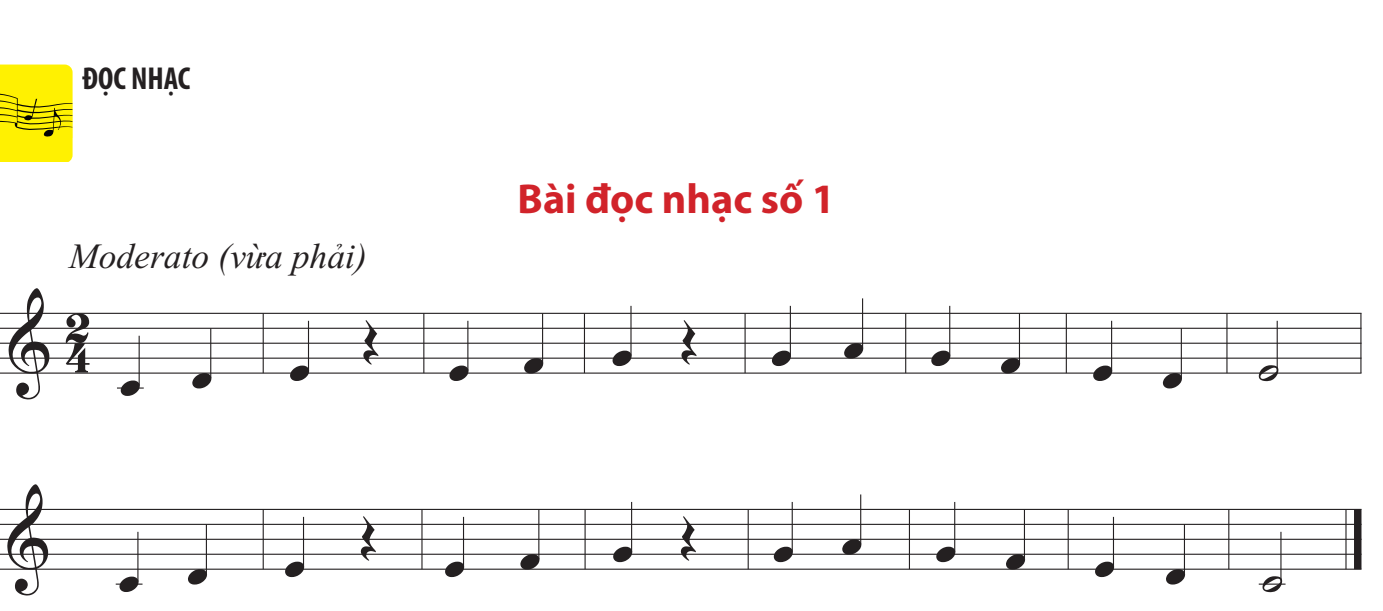 ĐỌC NHẠC
Bài đọc nhạc số 1
Moderato (vừa phải)
2
4